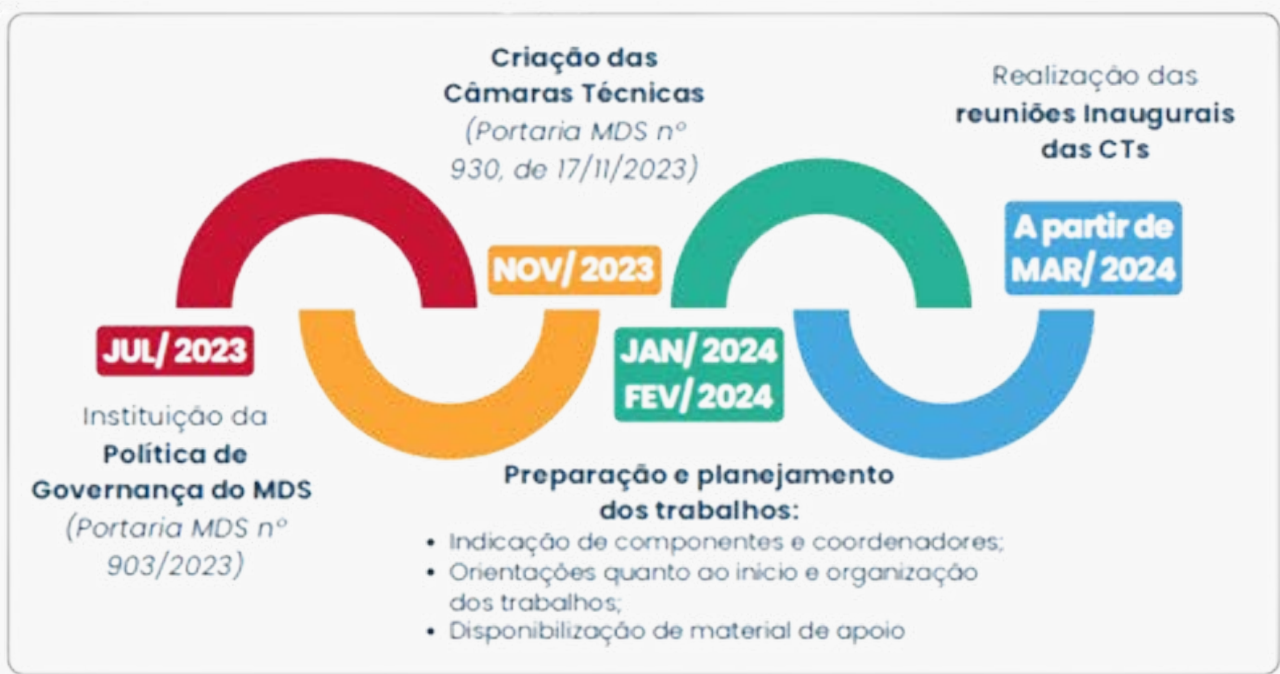 JUL/ 2023
Instituição da
Política de
Governança do MDS
(Portaria MDS nº
903/2023)
Criação das
Câmaras Técnicas
(Portaria MDS nº
930, de 17/11/2023)
NOV/ 2023
JAN/ 2024
FEV/ 2024
Preparação e planejamento
dos trabalhos:
• Indicação de componentes e coordenadores;
• Orientações quanto ao início e organização
dos trabalhos;
• Disponibilização de material de apoio
Realização das
reuniões Inaugurais
das CTs
A partir de
MAR/ 2024